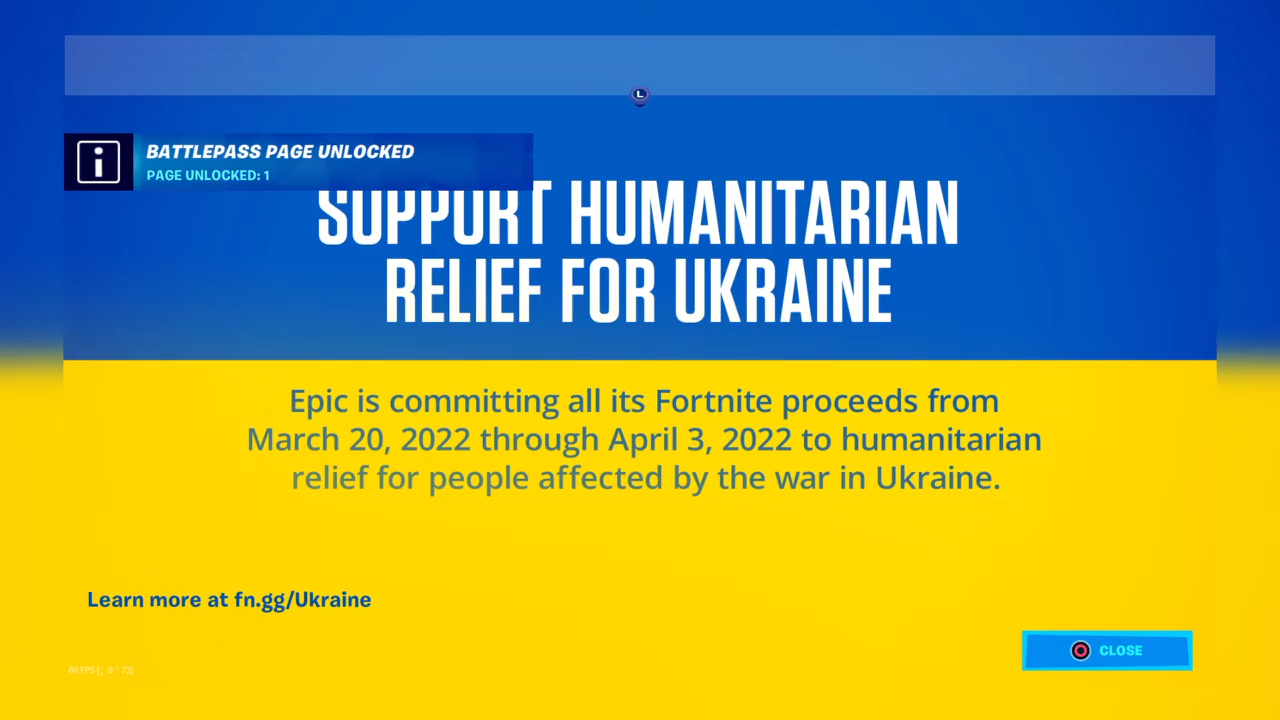 L
BATTLEPASS PAGE UNLOCKED
PAGE UNLOCKED: 1
SUPPORT HUMANITARIAN
RELIEF FOR UKRAINE
Epic is committing all its Fortnite proceeds from
March 20, 2022 through April 3, 2022 to humanitarian
relief for people affected by the war in Ukraine.
Learn more at fn.gg/Ukraine
CLOSE
60 FPS